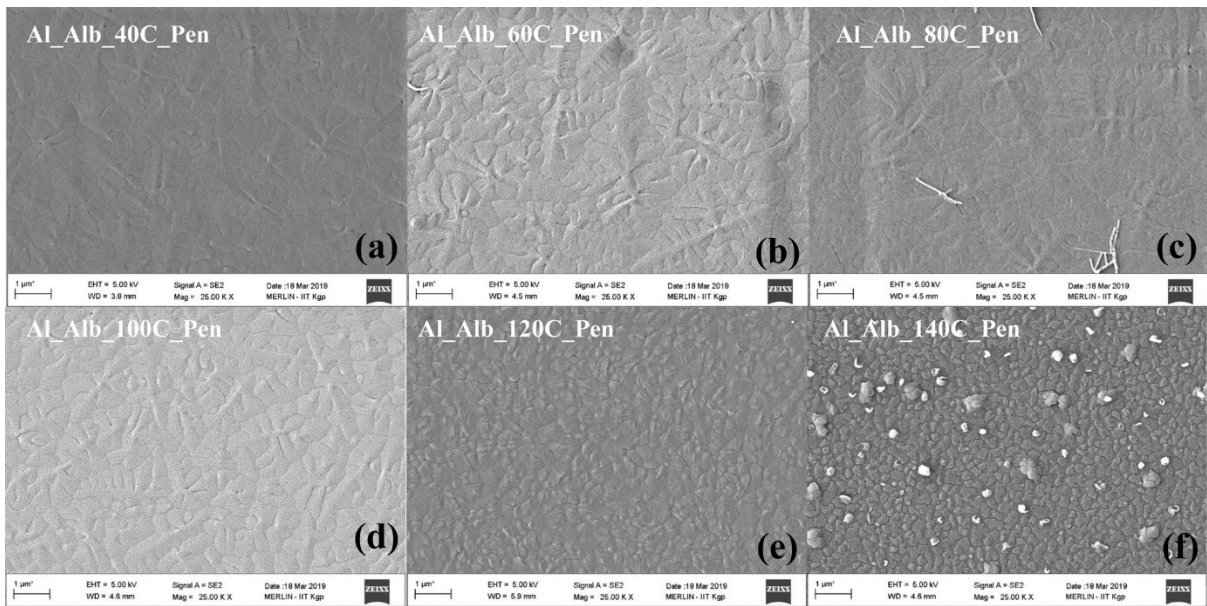 Al_Alb_40C_Pen
Al_Alb_60C_Pen
Al_Alb_80C_Pen
(a)
(b)
(c)
1 µm* EHT = 5.00 kV Signal A = SE2 Date :18 Mar 2019 ZEISS
WD = 3.8 mm Mag = 25.00 K X MERLIN - IIT Kgp
1 µm* EHT = 5.00 kV Signal A = SE2 Date :18 Mar 2019 ZEISS
WD = 4.5 mm Mag = 25.00 K X MERLIN - IIT Kgp
1 µm* EHT = 5.00 kV Signal A = SE2 Date :18 Mar 2019 ZEISS
WD = 4.5 mm Mag = 25.00 K X MERLIN - IIT Kgp
Al_Alb_100C_Pen
Al_Alb_120C_Pen
Al_Alb_140C_Pen
(d)
(e)
(f)
1 µm* EHT = 5.00 kV Signal A = SE2 Date :18 Mar 2019 ZEISS
WD = 4.6 mm Mag = 25.00 K X MERLIN - IIT Kgp
1 µm* EHT = 5.00 kV Signal A = SE2 Date :18 Mar 2019 ZEISS
WD = 5.9 mm Mag = 25.00 K X MERLIN - IIT Kgp
1 µm* EHT = 5.00 kV Signal A = SE2 Date :18 Mar 2019 ZEISS
WD = 4.6 mm Mag = 25.00 K X MERLIN - IIT Kgp